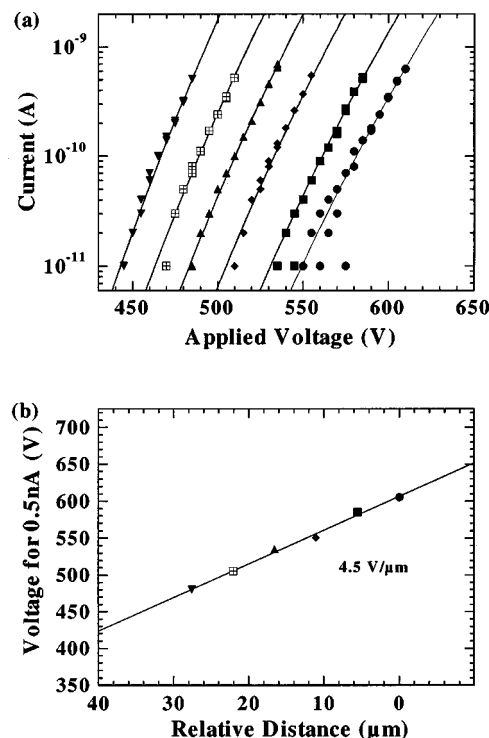 (a)
10⁻⁹
10⁻¹⁰
10⁻¹¹
Current (A)
450 500 550 600 650
Applied Voltage (V)
(b)
700
650
600
550
500
450
400
350
Voltage for 0.5nA (V)
4.5 V/µm
40 30 20 10 0
Relative Distance (µm)